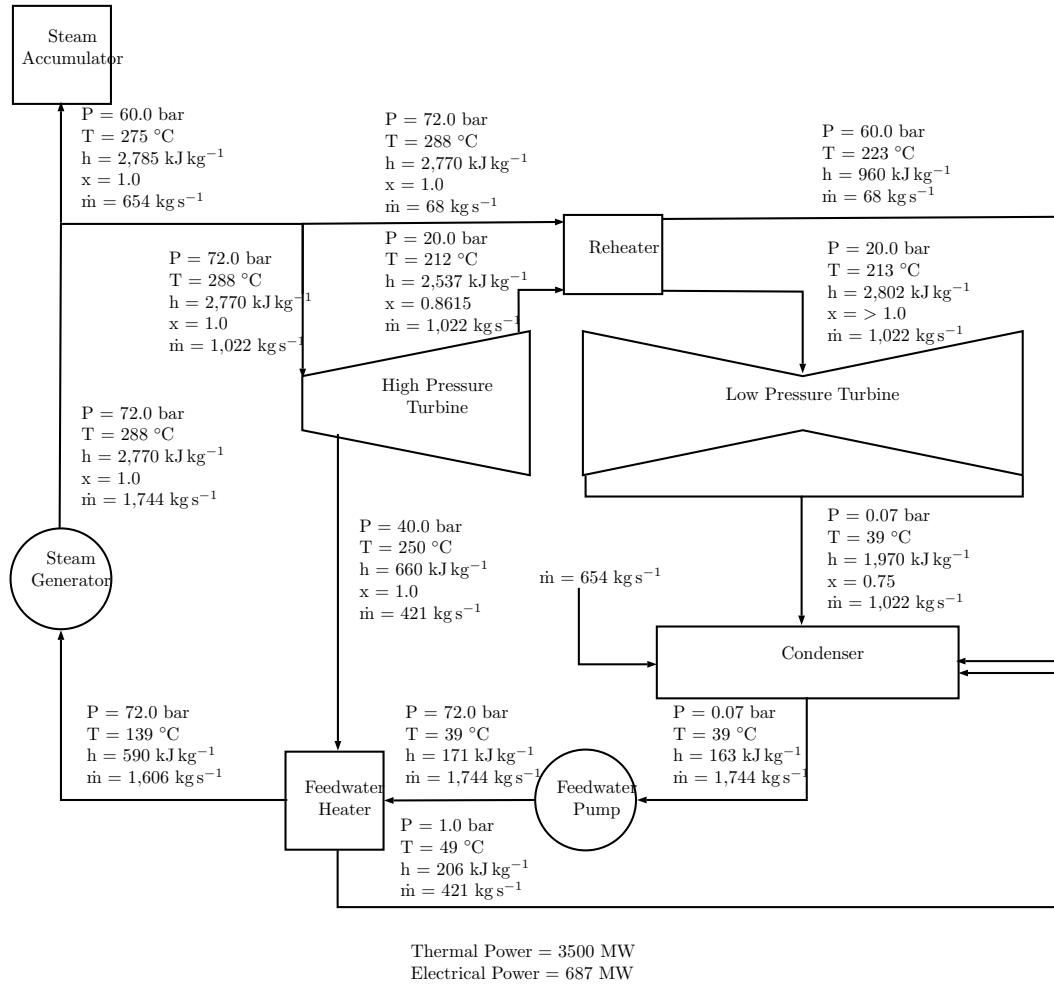 Steam
Accumulator
P = 60.0 bar
T = 275 °C
h = 2,785 kJ kg⁻¹
x = 1.0
ṁ = 654 kg s⁻¹
P = 72.0 bar
T = 288 °C
h = 2,770 kJ kg⁻¹
x = 1.0
ṁ = 68 kg s⁻¹
P = 60.0 bar
T = 223 °C
h = 960 kJ kg⁻¹
ṁ = 68 kg s⁻¹
P = 72.0 bar
T = 288 °C
h = 2,770 kJ kg⁻¹
x = 1.0
ṁ = 1,022 kg s⁻¹
P = 20.0 bar
T = 212 °C
h = 2,537 kJ kg⁻¹
x = 0.8615
ṁ = 1,022 kg s⁻¹
Reheater
P = 20.0 bar
T = 213 °C
h = 2,802 kJ kg⁻¹
x = > 1.0
ṁ = 1,022 kg s⁻¹
High Pressure
Turbine
Low Pressure Turbine
P = 72.0 bar
T = 288 °C
h = 2,770 kJ kg⁻¹
x = 1.0
ṁ = 1,744 kg s⁻¹
Steam
Generator
P = 40.0 bar
T = 250 °C
h = 660 kJ kg⁻¹
x = 1.0
ṁ = 421 kg s⁻¹
ṁ = 654 kg s⁻¹
P = 0.07 bar
T = 39 °C
h = 1,970 kJ kg⁻¹
x = 0.75
ṁ = 1,022 kg s⁻¹
Condenser
P = 72.0 bar
T = 139 °C
h = 590 kJ kg⁻¹
ṁ = 1,606 kg s⁻¹
P = 72.0 bar
T = 39 °C
h = 171 kJ kg⁻¹
ṁ = 1,744 kg s⁻¹
P = 0.07 bar
T = 39 °C
h = 163 kJ kg⁻¹
ṁ = 1,744 kg s⁻¹
Feedwater
Heater
Feedwater
Pump
P = 1.0 bar
T = 49 °C
h = 206 kJ kg⁻¹
ṁ = 421 kg s⁻¹
Thermal Power = 3500 MW
Electrical Power = 687 MW